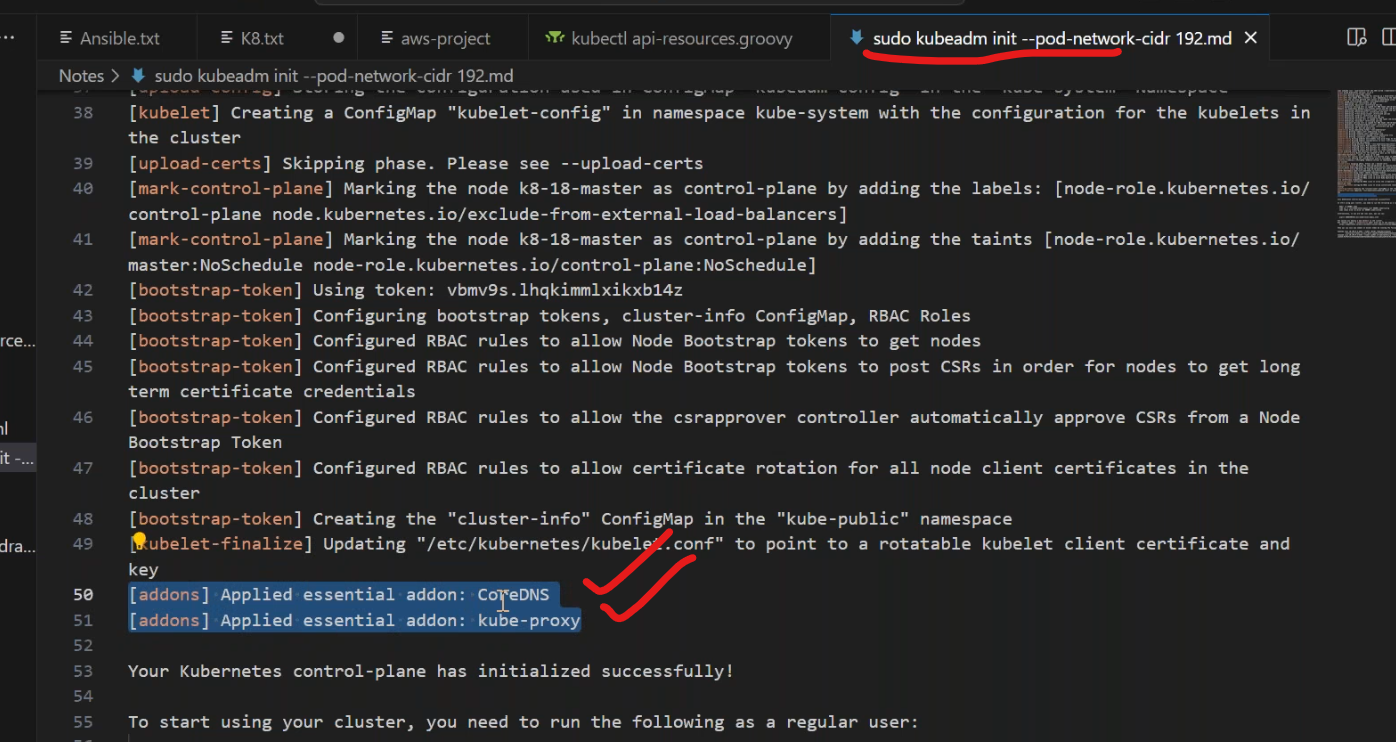 Ansible.txt
K8.txt
aws-project
kubectl api-resources.groovy
sudo kubeadm init --pod-network-cidr 192.md
Notes > sudo kubeadm init --pod-network-cidr 192.md
38 [kubelet] Creating a ConfigMap "kubelet-config" in namespace kube-system with the configuration for the kubelets in
the cluster
39 [upload-certs] Skipping phase. Please see --upload-certs
40 [mark-control-plane] Marking the node k8-18-master as control-plane by adding the labels: [node-role.kubernetes.io/
control-plane node.kubernetes.io/exclude-from-external-load-balancers]
41 [mark-control-plane] Marking the node k8-18-master as control-plane by adding the taints [node-role.kubernetes.io/
master:NoSchedule node-role.kubernetes.io/control-plane:NoSchedule]
42 [bootstrap-token] Using token: vbmv9s.lhqkimmlxikxb14z
43 [bootstrap-token] Configuring bootstrap tokens, cluster-info ConfigMap, RBAC Roles
44 [bootstrap-token] Configured RBAC rules to allow Node Bootstrap tokens to get nodes
45 [bootstrap-token] Configured RBAC rules to allow Node Bootstrap tokens to post CSRs in order for nodes to get long
term certificate credentials
46 [bootstrap-token] Configured RBAC rules to allow the csrapprover controller automatically approve CSRs from a Node
Bootstrap Token
47 [bootstrap-token] Configured RBAC rules to allow certificate rotation for all node client certificates in the
cluster
48 [bootstrap-token] Creating the "cluster-info" ConfigMap in the "kube-public" namespace
49 [kubelet-finalize] Updating "/etc/kubernetes/kubelet.conf" to point to a rotatable kubelet client certificate and
key
50 [addons] Applied essential addon: CoreDNS
51 [addons] Applied essential addon: kube-proxy
52
53 Your Kubernetes control-plane has initialized successfully!
54
55 To start using your cluster, you need to run the following as a regular user: